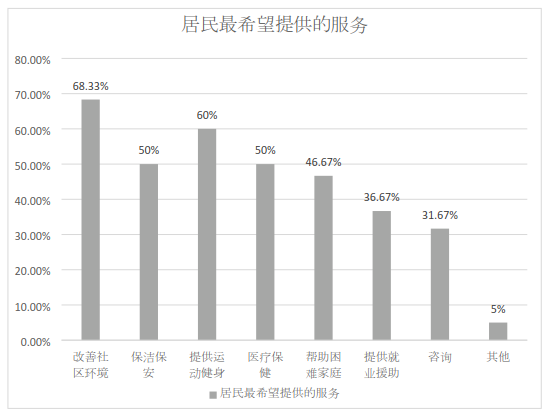 居民最希望提供的服务
80.00%
70.00%
60.00%
50.00%
40.00%
30.00%
20.00%
10.00%
0.00%
68.33%
50%
60%
50%
46.67%
36.67%
31.67%
5%
改善社
区环境
保洁保
安
提供运
动健身
医疗保
健
帮助困
难家庭
提供就
业援助
咨询
其他
居民最希望提供的服务